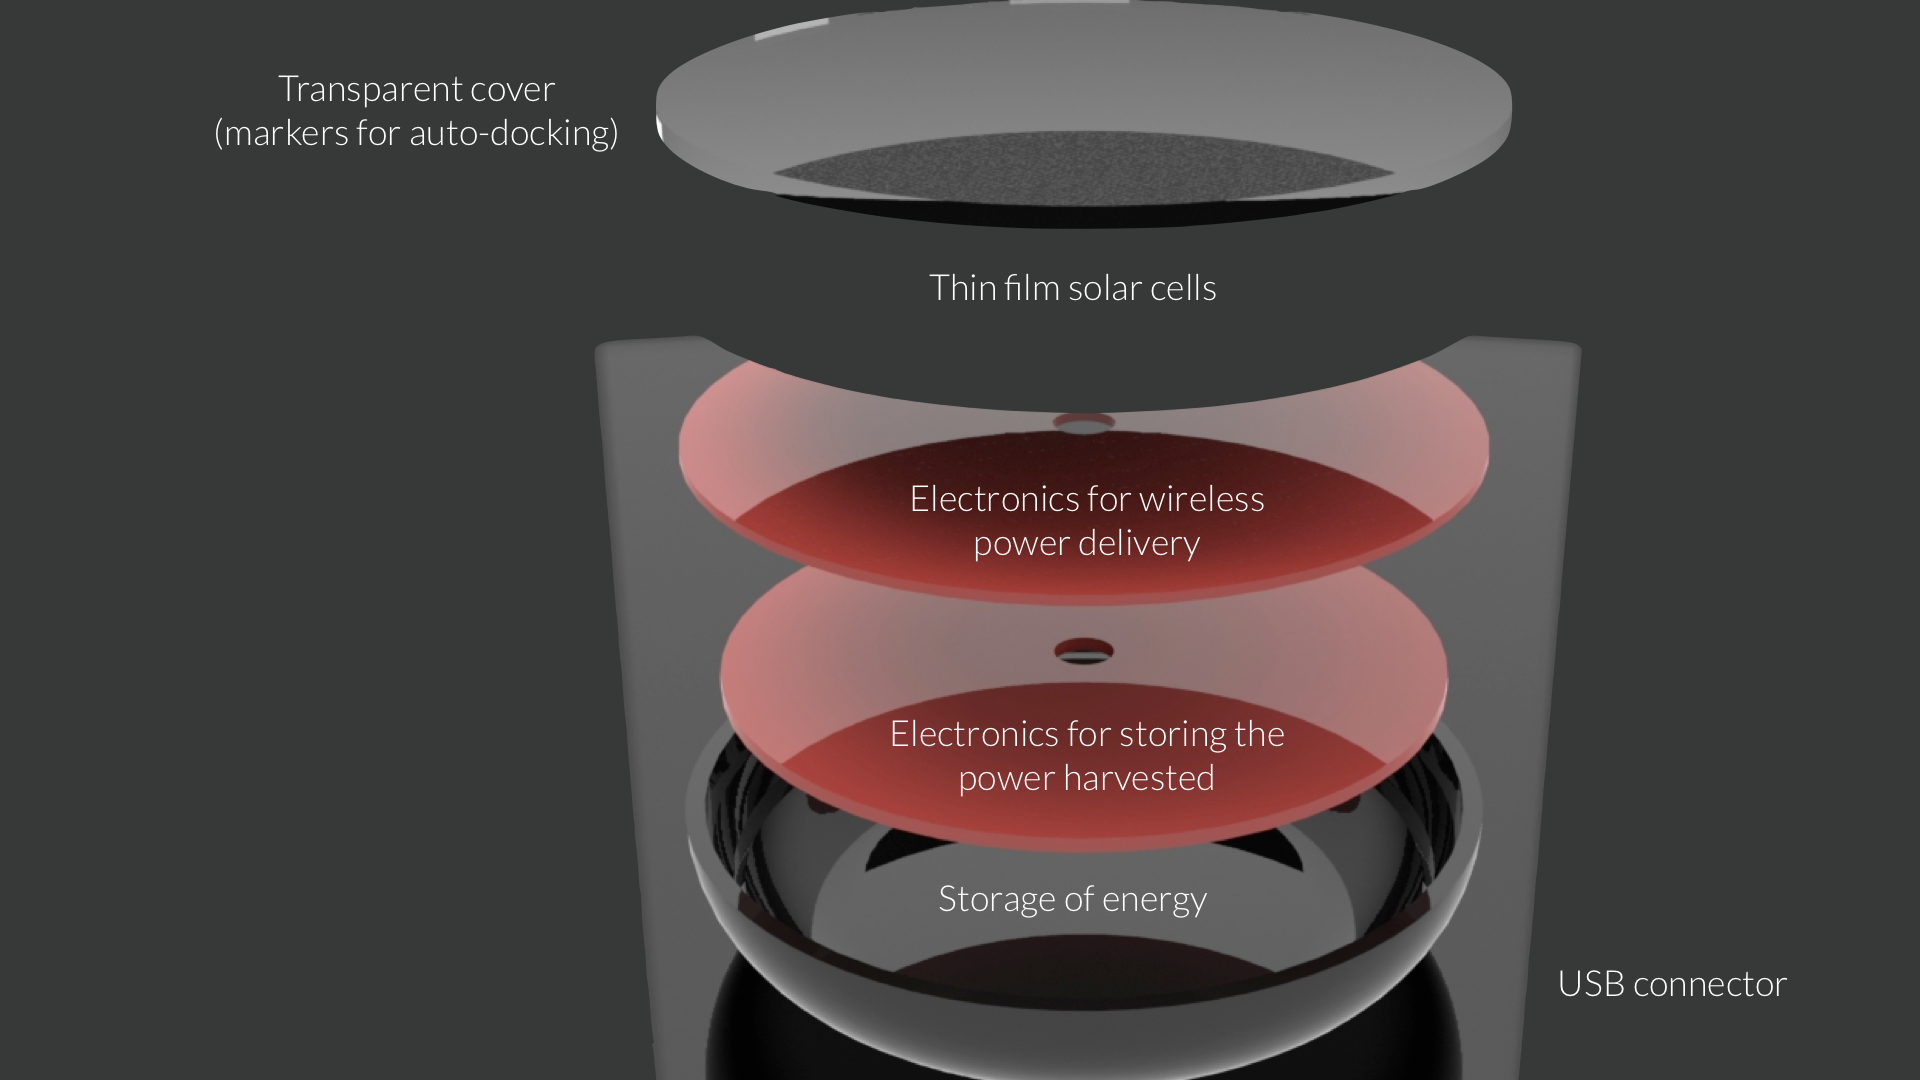 Transparent cover
(markers for auto-docking)
Thin film solar cells
Electronics for wireless
power delivery
Electronics for storing the
power harvested
Storage of energy
USB connector